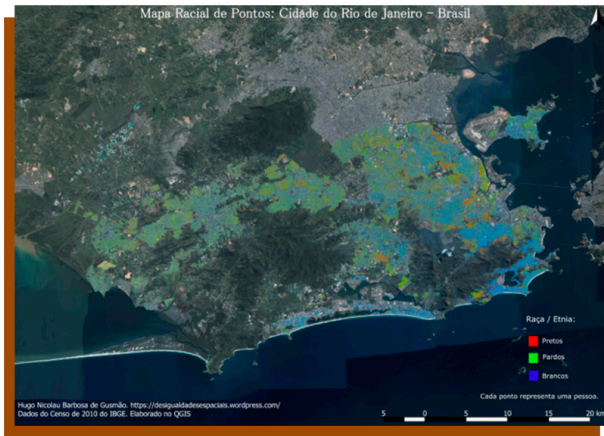 Mapa Racial de Pontos: Cidade do Rio de Janeiro – Brasil
Raça / Etnia:
Pretos
Pardos
Brancos
Cada ponto representa uma pessoa.
Hugo Nicolau Barbosa de Gusmão. https://desigualdadesespaciais.wordpress.com/
Dados do Censo de 2010 do IBGE. Elaborado no QGIS
5 0 5 10 15 20 km